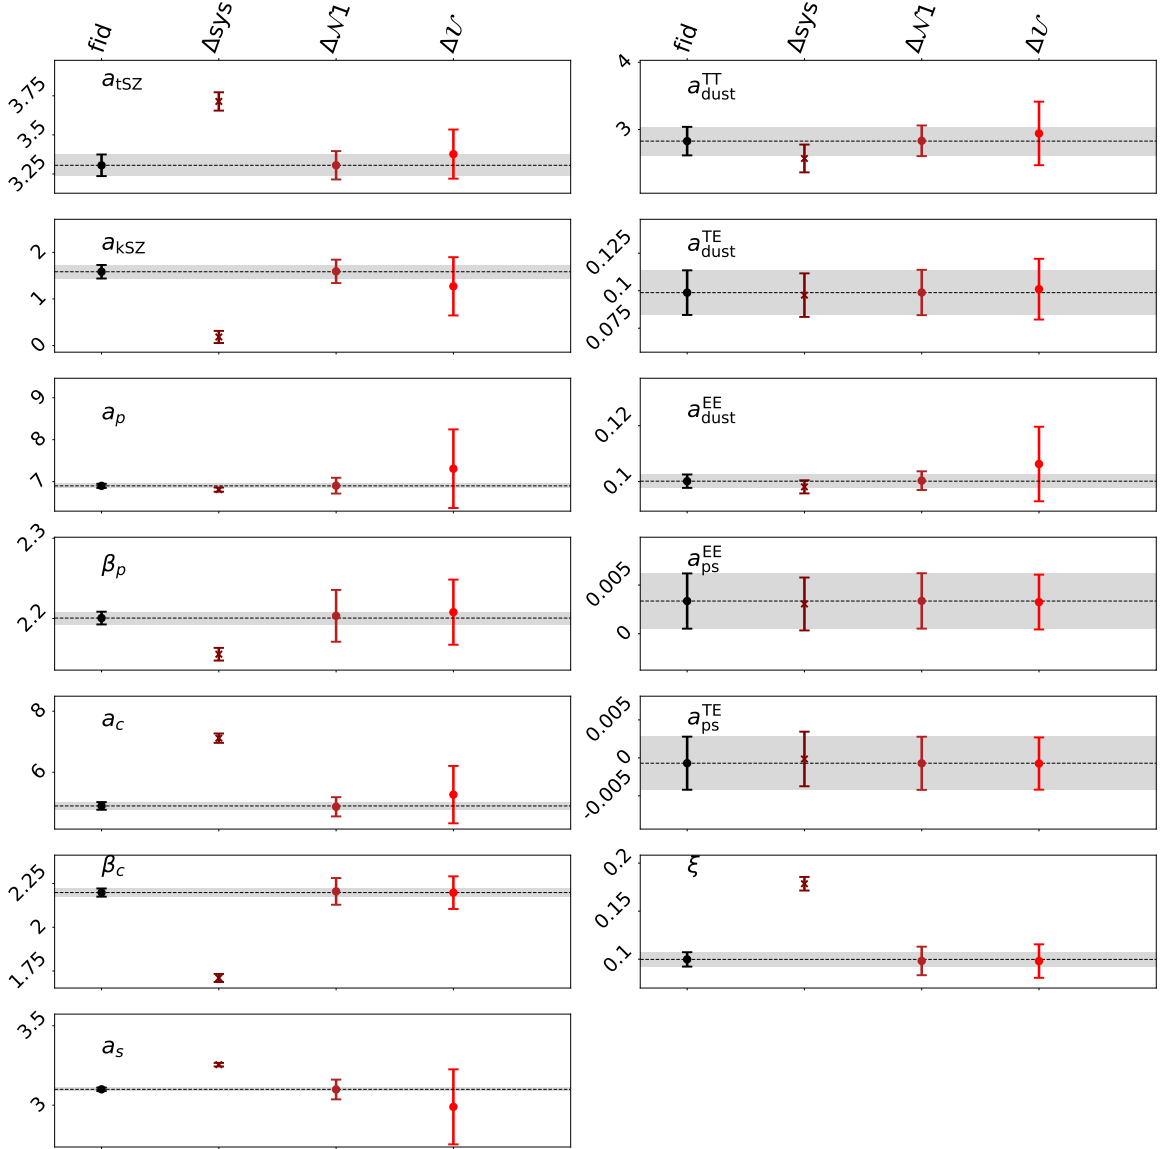 fid Δsys Δ𝒩1 Δ𝒰
fid Δsys Δ𝒩1 Δ𝒰
a_tSZ
3.75
3.5
3.25
a^TT_dust
4
3
a_kSZ
2
1
0
a^TE_dust
0.125
0.1
0.075
a_p
9
8
7
a^EE_dust
0.12
0.1
β_p
2.3
2.2
a^EE_ps
0.005
0
a_c
8
6
a^TE_ps
0.005
0
-0.005
β_c
2.25
2
1.75
ξ
0.2
0.15
0.1
a_s
3.5
3